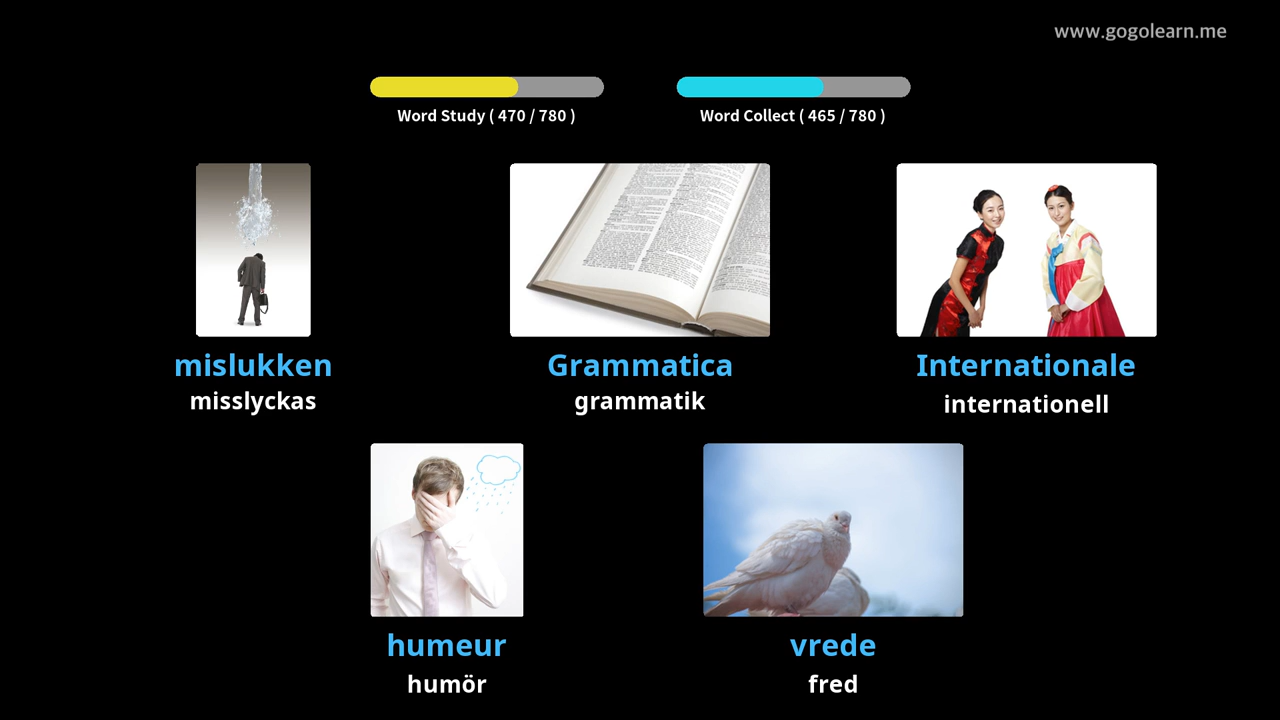 www.gogolearn.me
Word Study ( 470 / 780 )
Word Collect ( 465 / 780 )
mislukken
misslyckas
Grammatica
grammatik
Internationale
internationell
humeur
humör
vrede
fred